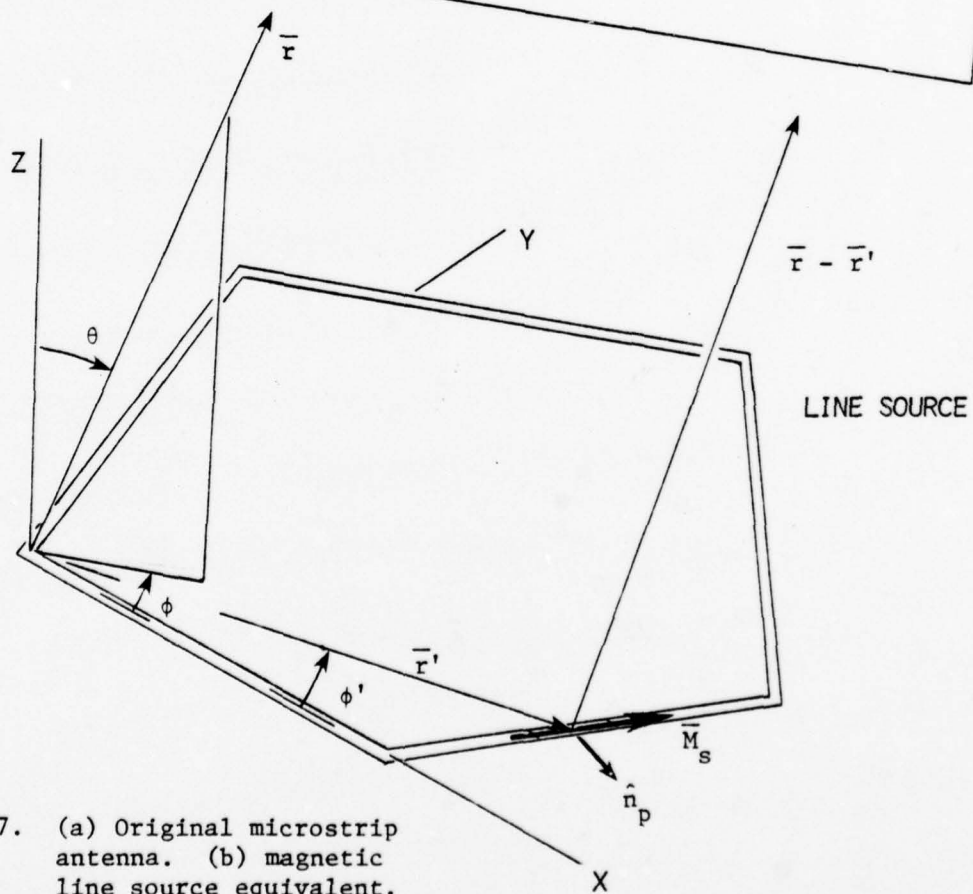 r̅
Z
Y
r̅ - r̅'
θ
LINE SOURCE
ϕ
r̅'
ϕ'
M̅s
n̂p
7. (a) Original microstrip
antenna. (b) magnetic
line source equivalent.
X